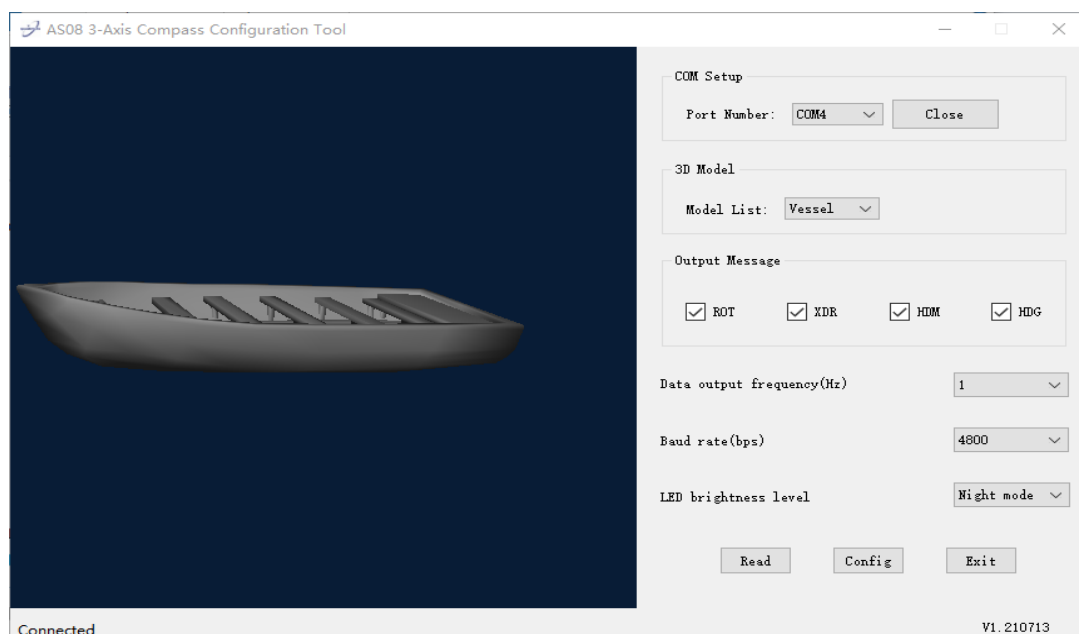 AS08 3-Axis Compass Configuration Tool
COM Setup
Port Number: COM4 Close
3D Model
Model List: Vessel
Output Message
ROT XDR HDM HDG
Data output frequency(Hz) 1
Baud rate(bps) 4800
LED brightness level Night mode
Read Config Exit
Connected V1.210713